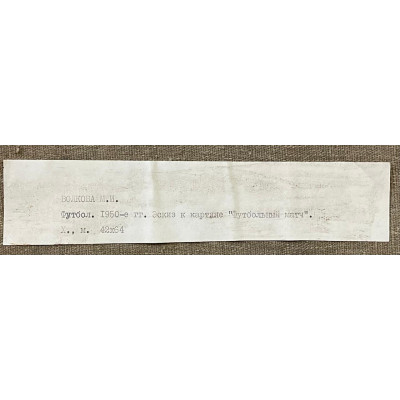 ВОЛКОВА М.Н.
Футбол. 1950-е гг. Эскиз к картине "Футбольный матч".
Х., м. 42х54